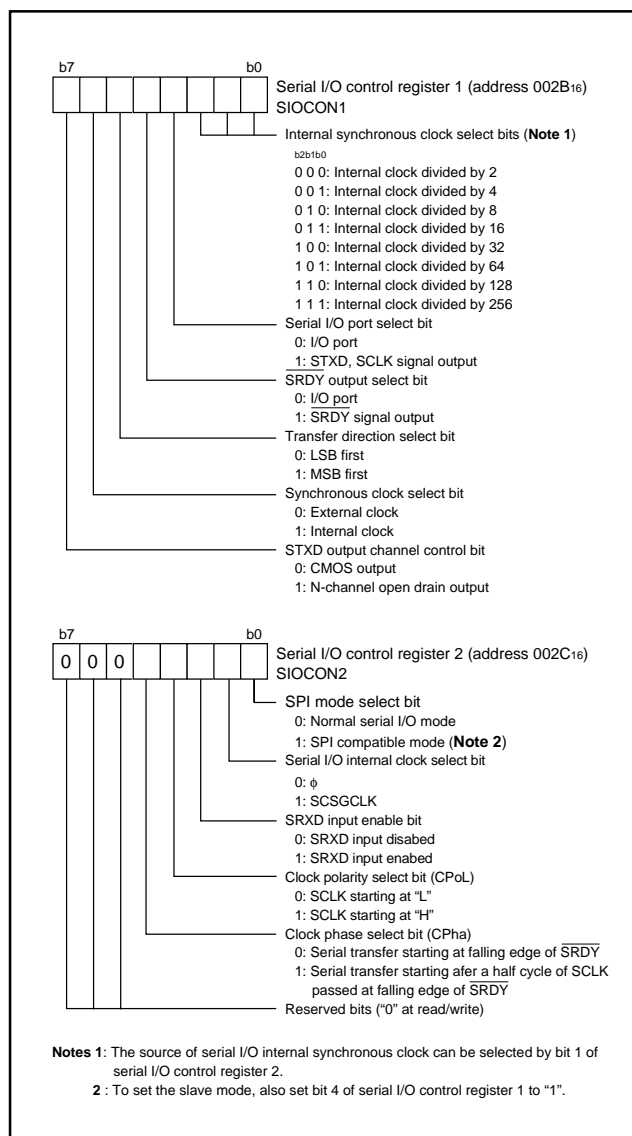 b7 b0
Serial I/O control register 1 (address 002B16)
SIOCON1
Internal synchronous clock select bits (Note 1)
b2b1b0
0 0 0: Internal clock divided by 2
0 0 1: Internal clock divided by 4
0 1 0: Internal clock divided by 8
0 1 1: Internal clock divided by 16
1 0 0: Internal clock divided by 32
1 0 1: Internal clock divided by 64
1 1 0: Internal clock divided by 128
1 1 1: Internal clock divided by 256
Serial I/O port select bit
0: I/O port
1: STXD, SCLK signal output
SRDY output select bit
0: I/O port
1: SRDY signal output
Transfer direction select bit
0: LSB first
1: MSB first
Synchronous clock select bit
0: External clock
1: Internal clock
STXD output channel control bit
0: CMOS output
1: N-channel open drain output
b7 b0
0 0 0
Serial I/O control register 2 (address 002C16)
SIOCON2
SPI mode select bit
0: Normal serial I/O mode
1: SPI compatible mode (Note 2)
Serial I/O internal clock select bit
0: ϕ
1: SCSGCLK
SRXD input enable bit
0: SRXD input disabed
1: SRXD input enabed
Clock polarity select bit (CPoL)
0: SCLK starting at “L”
1: SCLK starting at “H”
Clock phase select bit (CPha)
0: Serial transfer starting at falling edge of SRDY
1: Serial transfer starting afer a half cycle of SCLK
passed at falling edge of SRDY
Reserved bits (“0” at read/write)
Notes 1: The source of serial I/O internal synchronous clock can be selected by bit 1 of
serial I/O control register 2.
2 : To set the slave mode, also set bit 4 of serial I/O control register 1 to “1”.